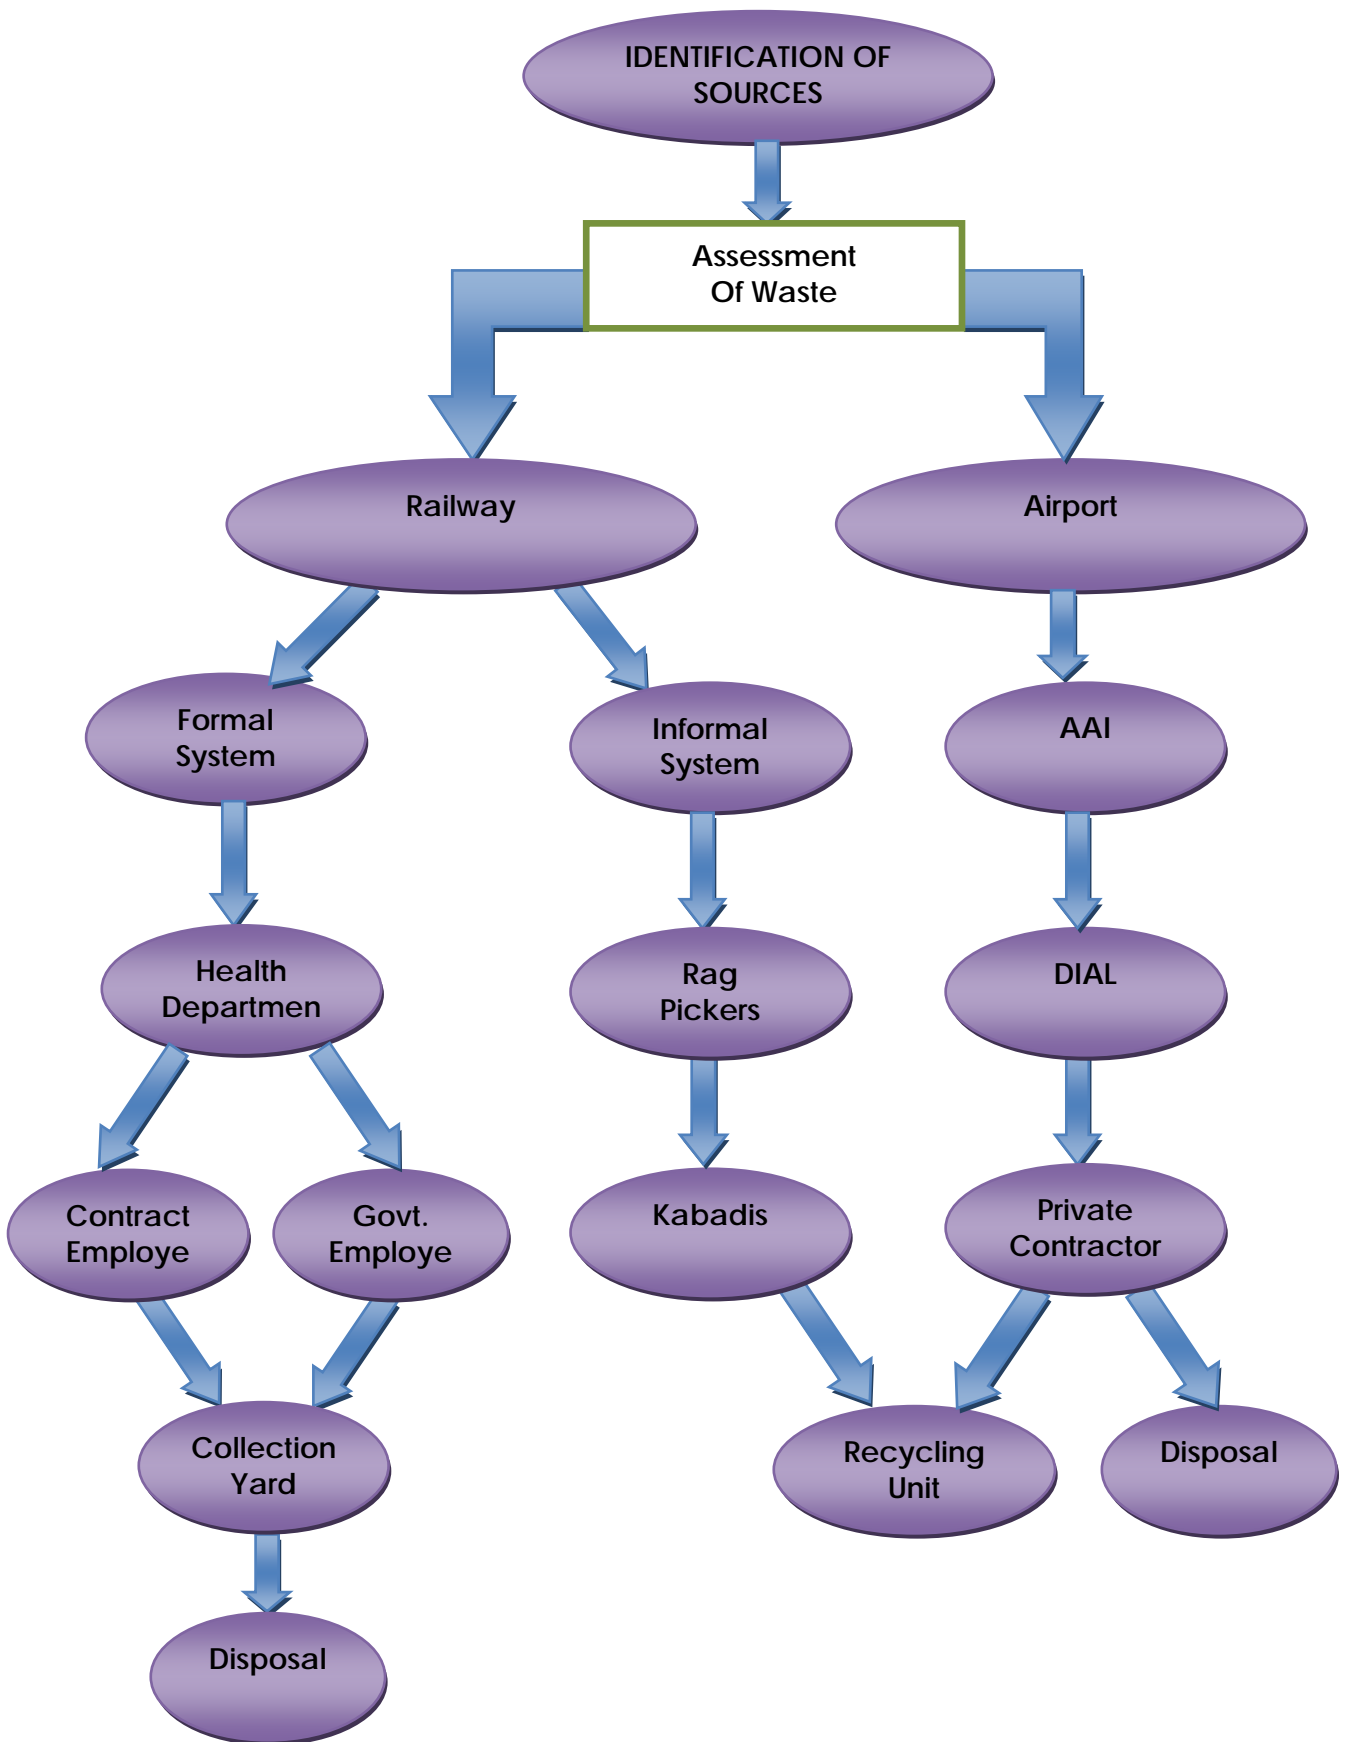 IDENTIFICATION OF
SOURCES
Assessment
Of Waste
Railway
Airport
Formal
System
Informal
System
AAI
Health
Departmen
Rag
Pickers
DIAL
Contract
Employe
Govt.
Employe
Kabadis
Private
Contractor
Collection
Yard
Recycling
Unit
Disposal
Disposal